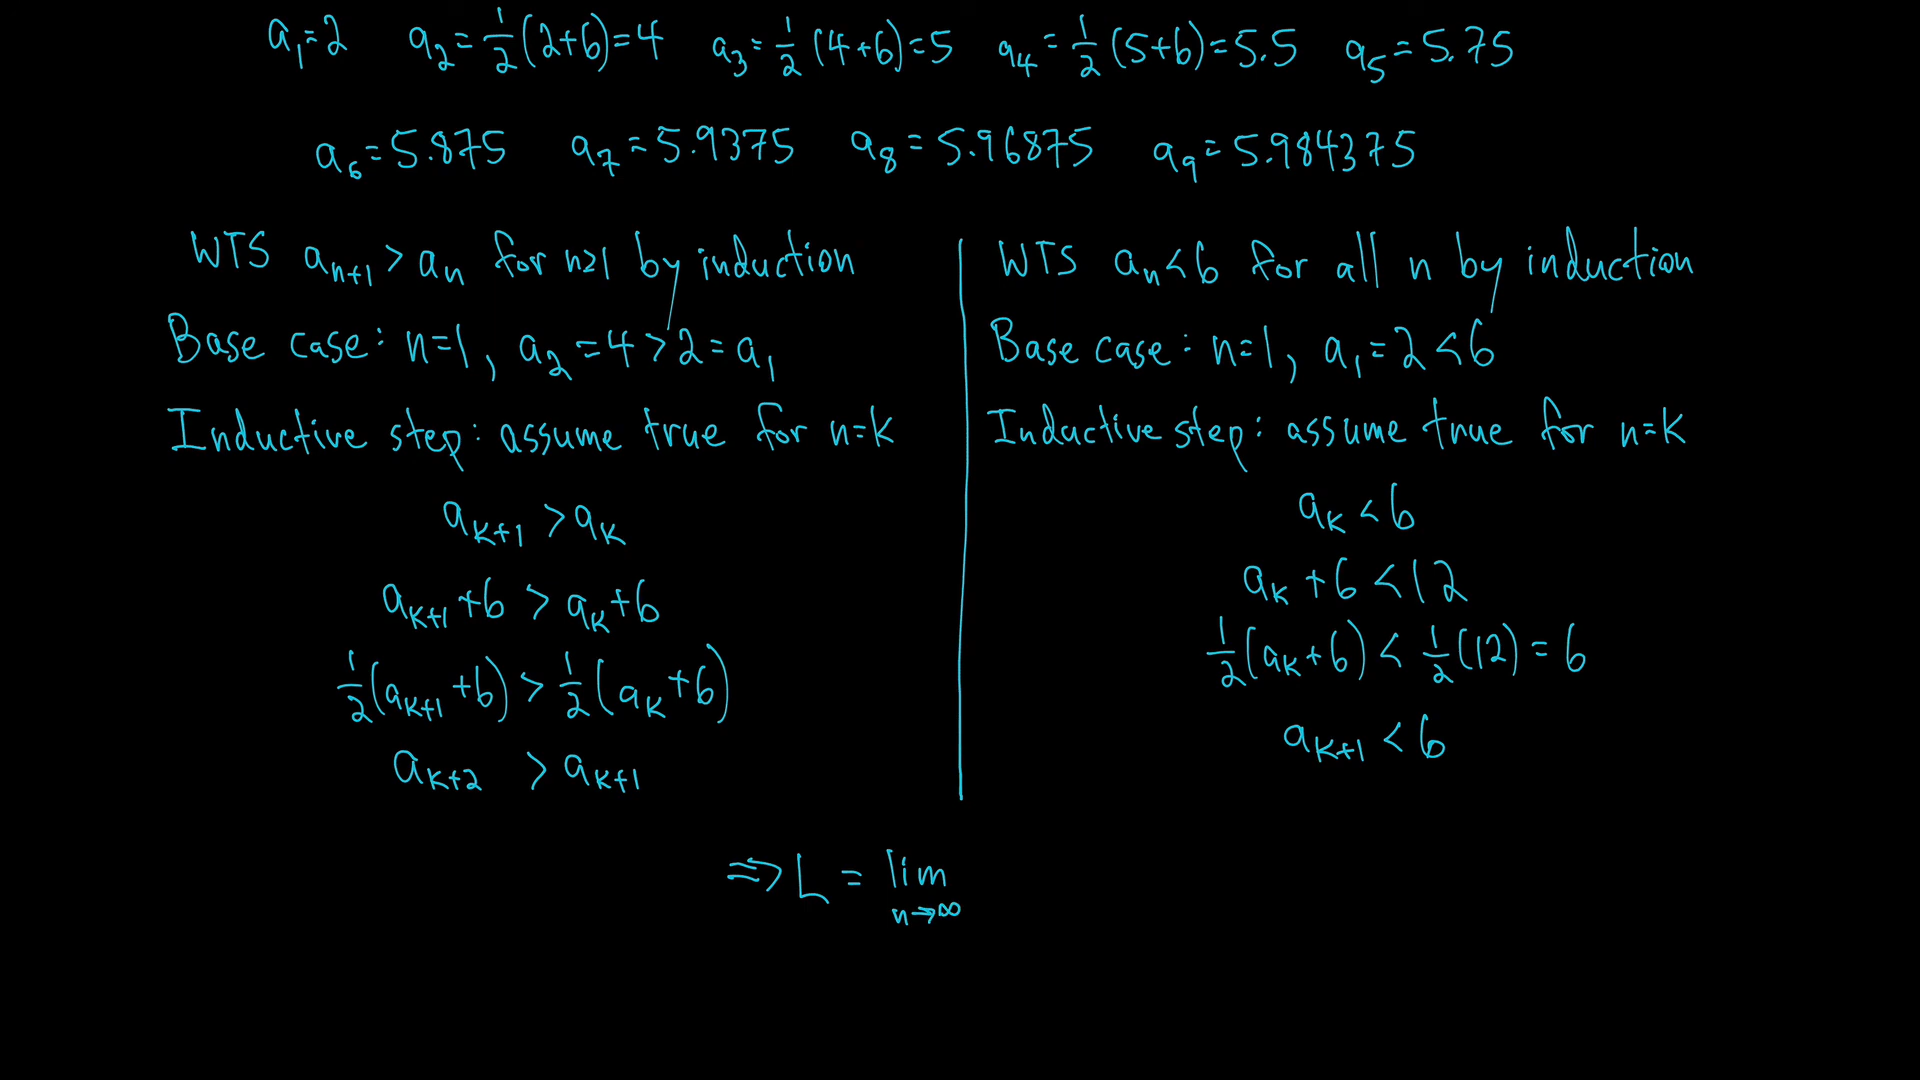 a₁=2 a₂=½(2+6)=4 a₃=½(4+6)=5 a₄=½(5+6)=5.5 a₅=5.75
a₆=5.875 a₇=5.9375 a₈=5.96875 a₉=5.984375
WTS aₙ₊₁>aₙ for n≥1 by induction
Base case: n=1, a₂=4>2=a₁
Inductive step: assume true for n=k
aₖ₊₁>aₖ
aₖ₊₁+6>aₖ+6
½(aₖ₊₁+6)>½(aₖ+6)
aₖ₊₂>aₖ₊₁
WTS aₙ<6 for all n by induction
Base case: n=1, a₁=2<6
Inductive step: assume true for n=k
aₖ<6
aₖ+6<12
½(aₖ+6)<½(12)=6
aₖ₊₁<6
⇒L=lim
n→∞